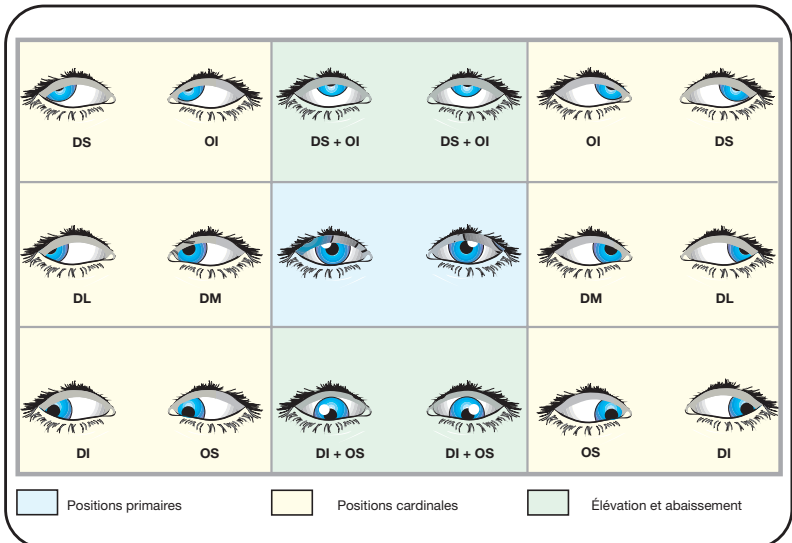 DS OI DS + OI DS + OI OI DS
DL DM DM DL
DI OS DI + OS DI + OS OS DI
Positions primaires Positions cardinales Élévation et abaissement